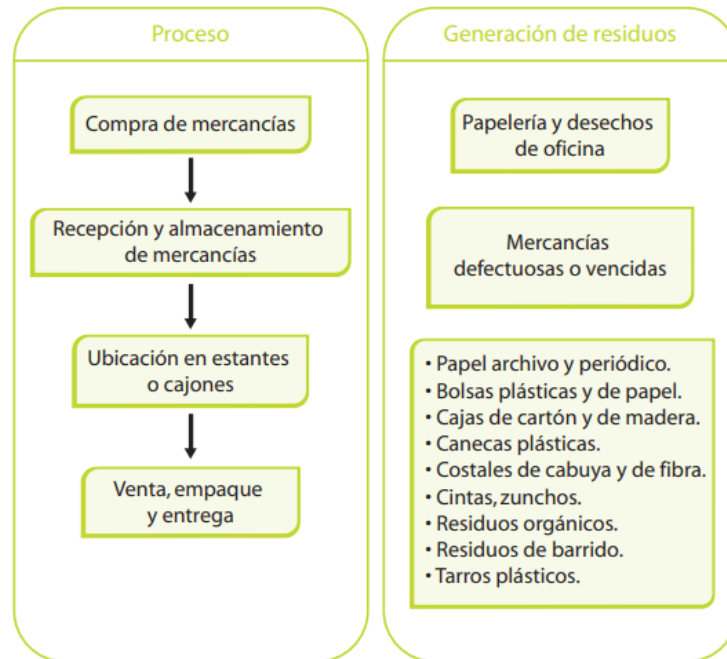 Proceso
Compra de mercancías
Recepción y almacenamiento
de mercancías
Ubicación en estantes
o cajones
Venta, empaque
y entrega
Generación de residuos
Papelería y desechos
de oficina
Mercancías
defectuosas o vencidas
• Papel archivo y periódico.
• Bolsas plásticas y de papel.
• Cajas de cartón y de madera.
• Canecas plásticas.
• Costales de cabuya y de fibra.
• Cintas, zunchos.
• Residuos orgánicos.
• Residuos de barrido.
• Tarros plásticos.